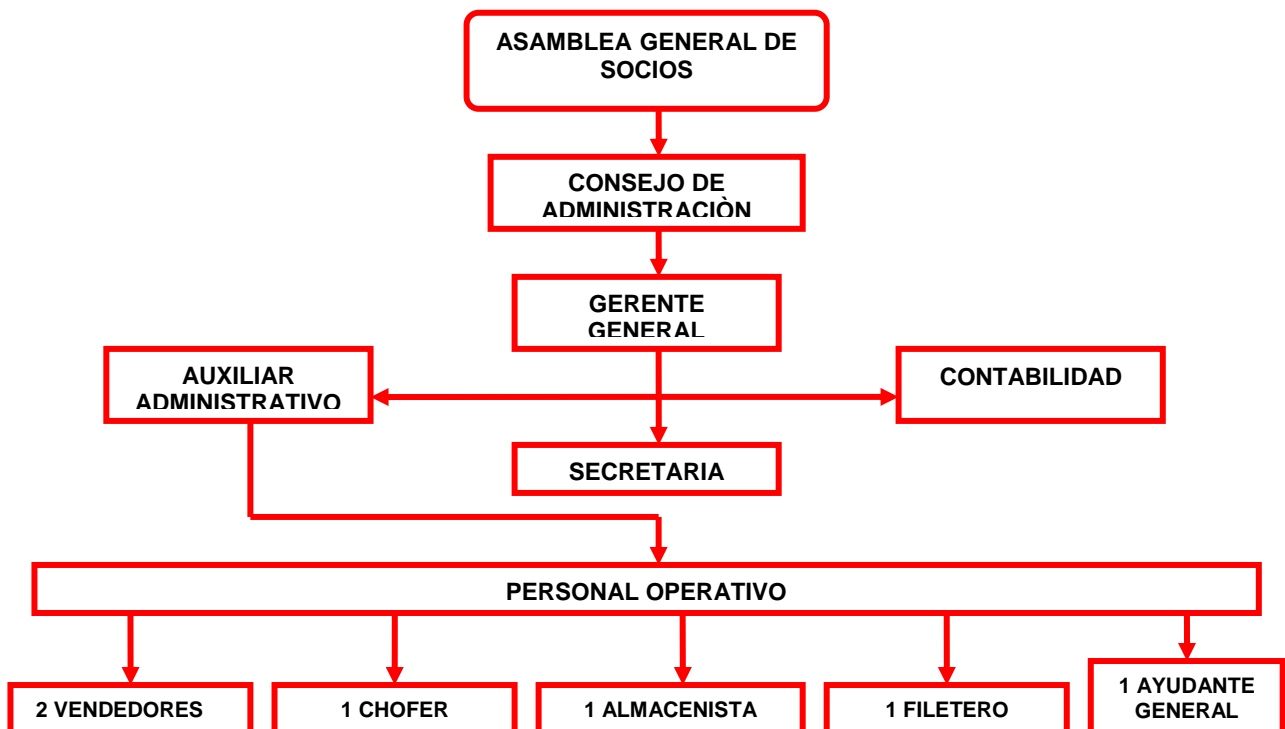 ASAMBLEA GENERAL DE
SOCIOS
CONSEJO DE
ADMINISTRACIÒN
GERENTE
GENERAL
AUXILIAR
ADMINISTRATIVO
CONTABILIDAD
SECRETARIA
PERSONAL OPERATIVO
2 VENDEDORES
1 CHOFER
1 ALMACENISTA
1 FILETERO
1 AYUDANTE
GENERAL